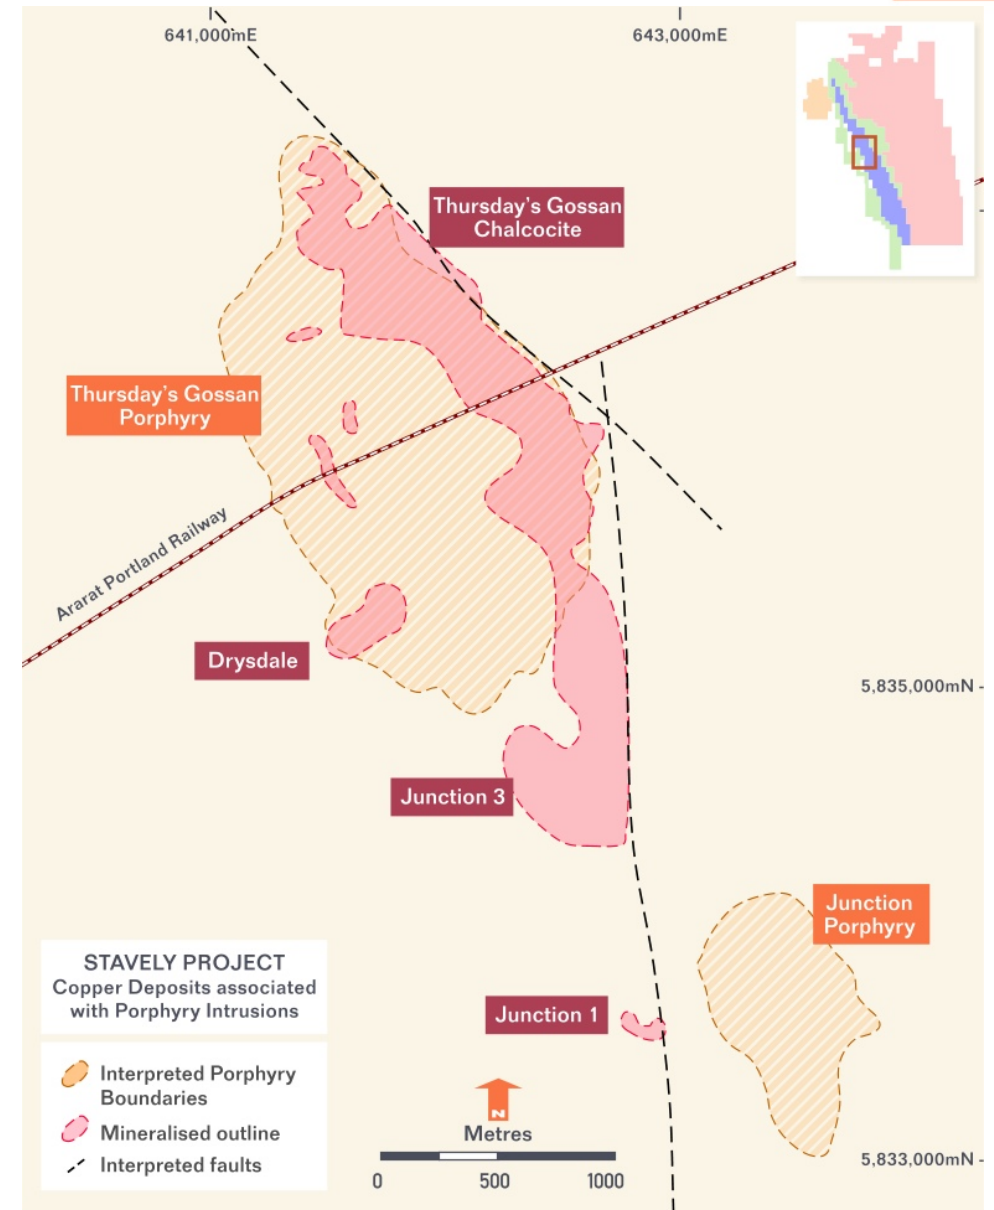 641,000mE
643,000mE
Thursday's Gossan
Chalcocite
Thursday's Gossan
Porphyry
Ararat Portland Railway
Drysdale
5,835,000mN
Junction 3
Junction
Porphyry
STAVELY PROJECT
Copper Deposits associated
with Porphyry Intrusions
Junction 1
Interpreted Porphyry
Boundaries
Mineralised outline
Interpreted faults
N
Metres
0 500 1000
5,833,000mN